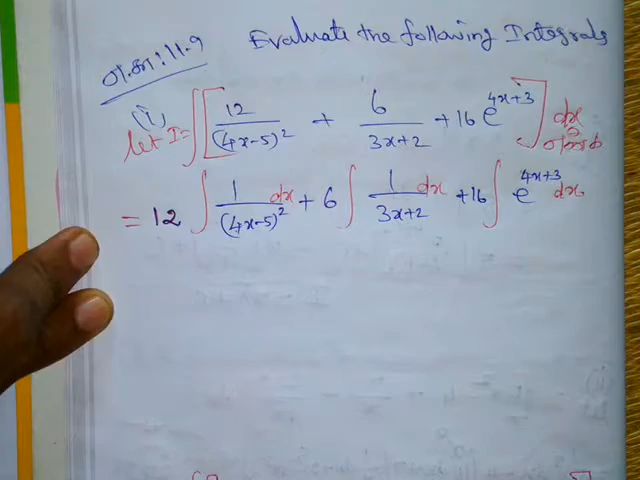 Evaluate the following Integrals
எ.கா : 11.9
(i)
let I = ∫ [ 12/(4x-5)² + 6/(3x+2) + 16 e^(4x+3) ] dx
= 12 ∫ 1/(4x-5)² dx + 6 ∫ 1/(3x+2) dx + 16 ∫ e^(4x+3) dx